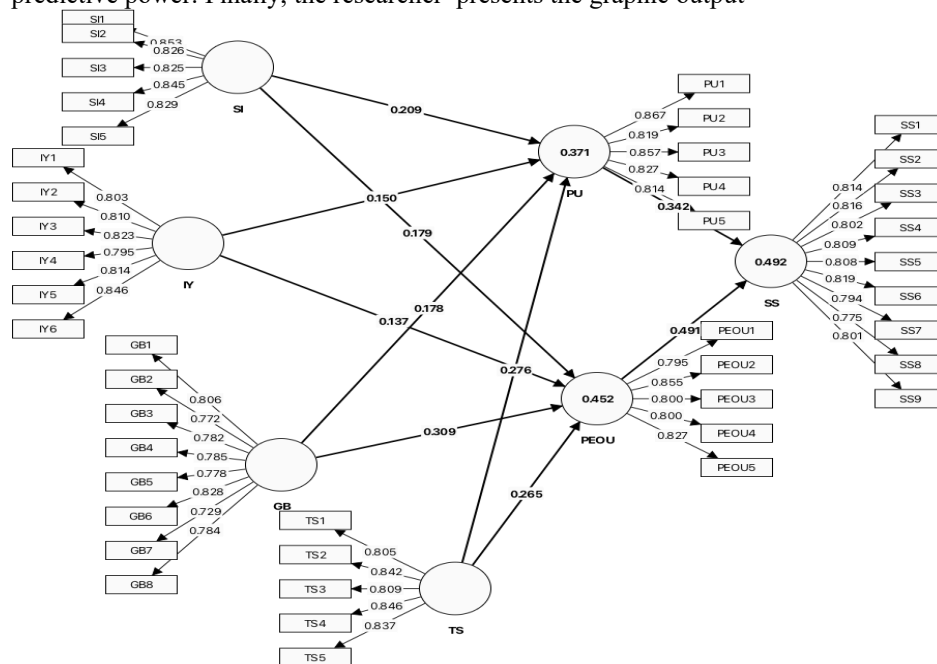 predictive power. Finally, the researcher presents the graphic output
SI1
SI2
SI3
SI4
SI5
0.853
0.826
0.825
0.845
0.829
SI
IY1
IY2
IY3
IY4
IY5
IY6
0.803
0.810
0.823
0.795
0.814
0.846
IY
GB1
GB2
GB3
GB4
GB5
GB6
GB7
GB8
0.806
0.772
0.782
0.785
0.778
0.828
0.729
0.784
GB
TS1
TS2
TS3
TS4
TS5
0.805
0.842
0.809
0.846
0.837
TS
0.209
0.150
0.179
0.178
0.137
0.276
0.309
0.265
0.371
PU
0.867
0.819
0.857
0.827
0.814
PU1
PU2
PU3
PU4
PU5
0.342
0.452
PEOU
0.795
0.855
0.800
0.800
0.827
PEOU1
PEOU2
PEOU3
PEOU4
PEOU5
0.491
0.492
SS
0.814
0.816
0.802
0.809
0.808
0.819
0.794
0.775
0.801
SS1
SS2
SS3
SS4
SS5
SS6
SS7
SS8
SS9